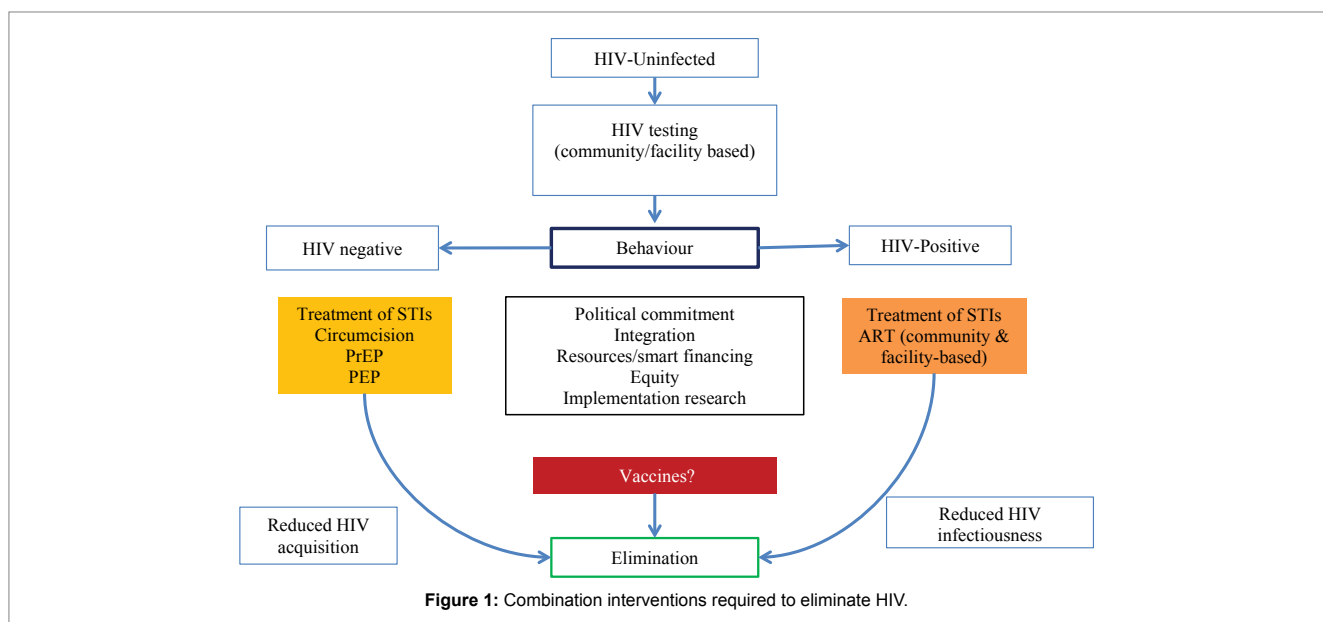 HIV-Uninfected
HIV testing
(community/facility based)
HIV negative
Behaviour
HIV-Positive
Treatment of STIs
Circumcision
PrEP
PEP
Political commitment
Integration
Resources/smart financing
Equity
Implementation research
Treatment of STIs
ART (community &
facility-based)
Vaccines?
Reduced HIV
acquisition
Reduced HIV
infectiousness
Elimination
Figure 1: Combination interventions required to eliminate HIV.